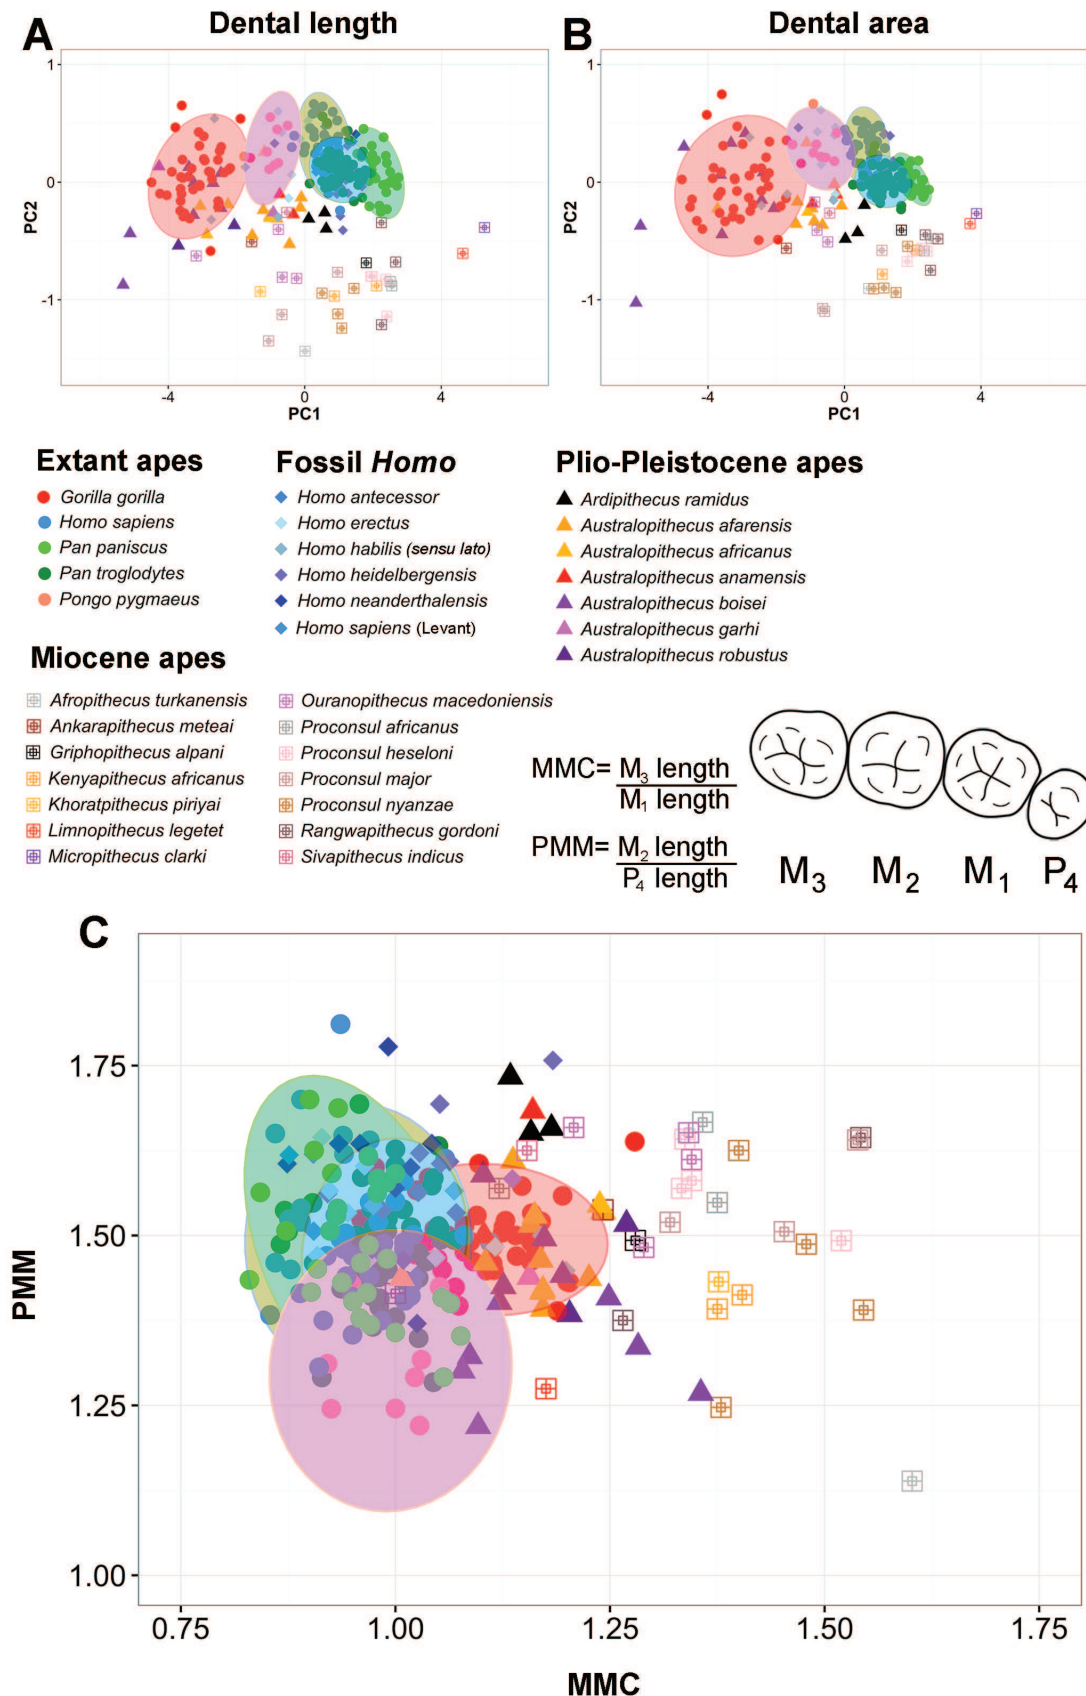 A
Dental length
B
Dental area
1
0
-1
PC2
-4
0
4
PC1
1
0
-1
PC2
-4
0
4
PC1
Extant apes
Gorilla gorilla
Homo sapiens
Pan paniscus
Pan troglodytes
Pongo pygmaeus
Fossil Homo
Homo antecessor
Homo erectus
Homo habilis (sensu lato)
Homo heidelbergensis
Homo neanderthalensis
Homo sapiens (Levant)
Plio-Pleistocene apes
Ardipithecus ramidus
Australopithecus afarensis
Australopithecus africanus
Australopithecus anamensis
Australopithecus boisei
Australopithecus garhi
Australopithecus robustus
Miocene apes
Afropithecus turkanensis
Ankarapithecus meteai
Griphopithecus alpani
Kenyapithecus africanus
Khoratpithecus piriyai
Limnopithecus legetet
Micropithecus clarki
Ouranopithecus macedoniensis
Proconsul africanus
Proconsul heseloni
Proconsul major
Proconsul nyanzae
Rangwapithecus gordoni
Sivapithecus indicus
MMC= M3 length
M1 length
PMM= M2 length
P4 length
M3 M2 M1 P4
C
1.75
1.50
1.25
1.00
PMM
0.75 1.00 1.25 1.50 1.75
MMC